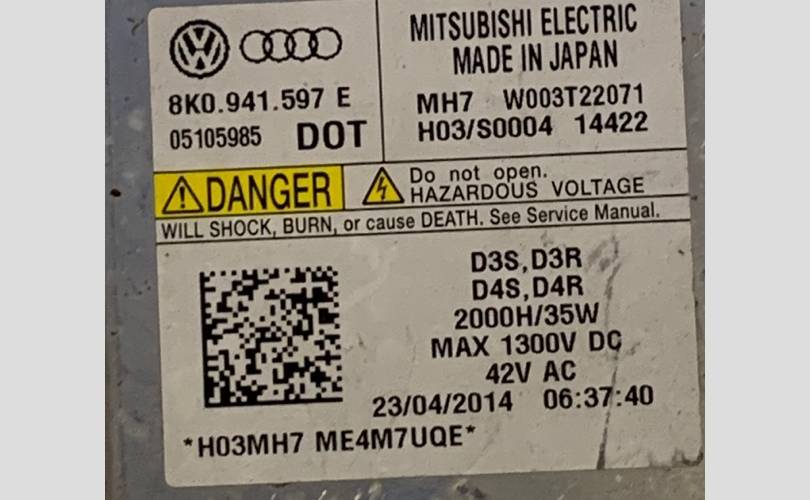 8K0.941.597 E
05105985 DOT
MITSUBISHI ELECTRIC
MADE IN JAPAN
MH7 W003T22071
H03/S0004 14422
DANGER
Do not open.
HAZARDOUS VOLTAGE
WILL SHOCK, BURN, or cause DEATH. See Service Manual.
D3S,D3R
D4S,D4R
2000H/35W
MAX 1300V DC
42V AC
23/04/2014 06:37:40
*H03MH7 ME4M7UQE*